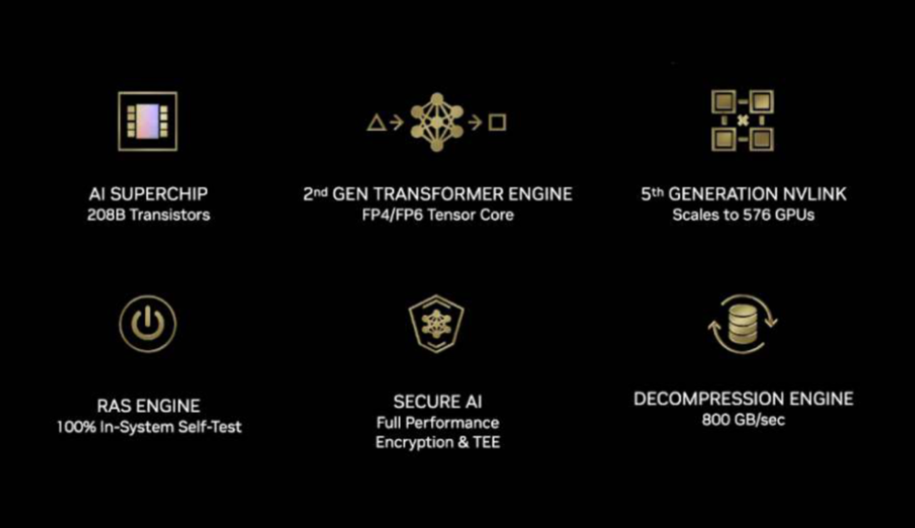 AI SUPERCHIP
208B Transistors
2nd GEN TRANSFORMER ENGINE
FP4/FP6 Tensor Core
5th GENERATION NVLINK
Scales to 576 GPUs
RAS ENGINE
100% In-System Self-Test
SECURE AI
Full Performance
Encryption & TEE
DECOMPRESSION ENGINE
800 GB/sec